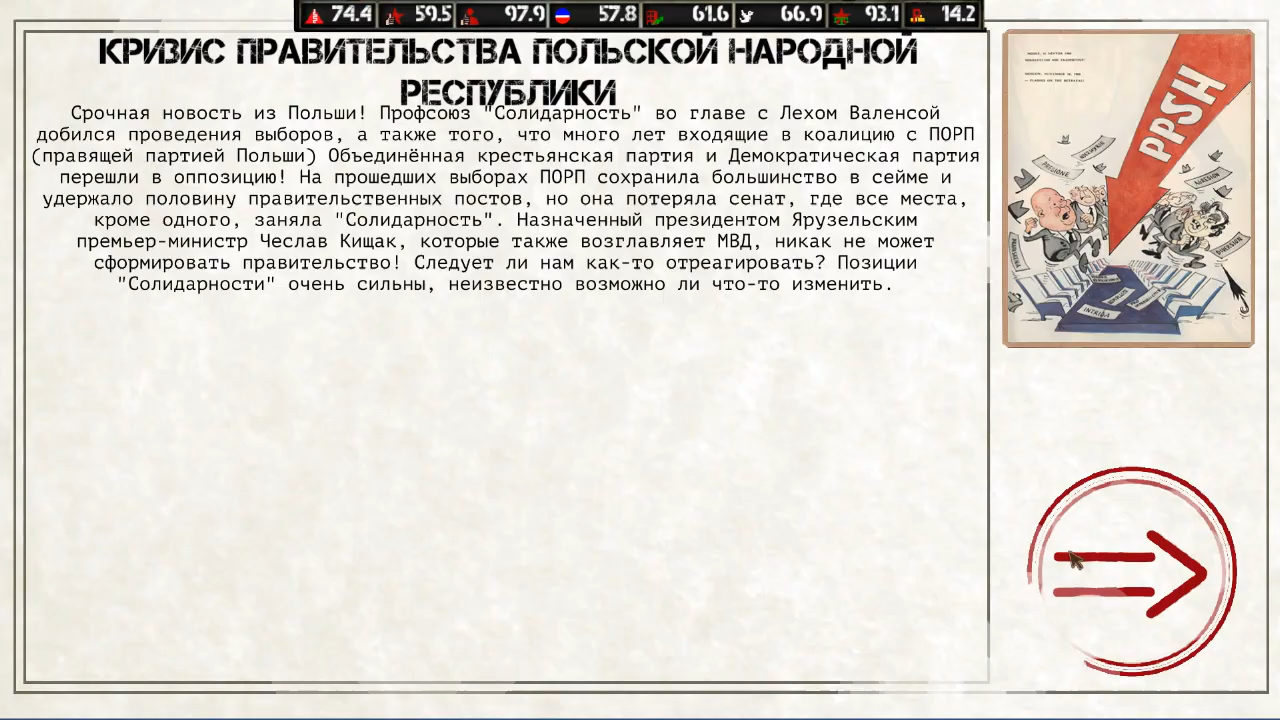 74.4 59.5 97.9 57.8 61.6 66.9 93.1 14.2
КРИЗИС ПРАВИТЕЛЬСТВА ПОЛЬСКОЙ НАРОДНОЙ
РЕСПУБЛИКИ
Срочная новость из Польши! Профсоюз "Солидарность" во главе с Лехом Валенсой
добился проведения выборов, а также того, что много лет входящие в коалицию с ПОРП
(правящей партией Польши) Объединённая крестьянская партия и Демократическая партия
перешли в оппозицию! На прошедших выборах ПОРП сохранила большинство в сейме и
удержало половину правительственных постов, но она потеряла сенат, где все места,
кроме одного, заняла "Солидарность". Назначенный президентом Ярузельским
премьер-министр Чеслав Кищак, которые также возглавляет МВД, никак не может
сформировать правительство! Следует ли нам как-то отреагировать? Позиции
"Солидарности" очень сильны, неизвестно возможно ли что-то изменить.
PPSH
INTRIGA